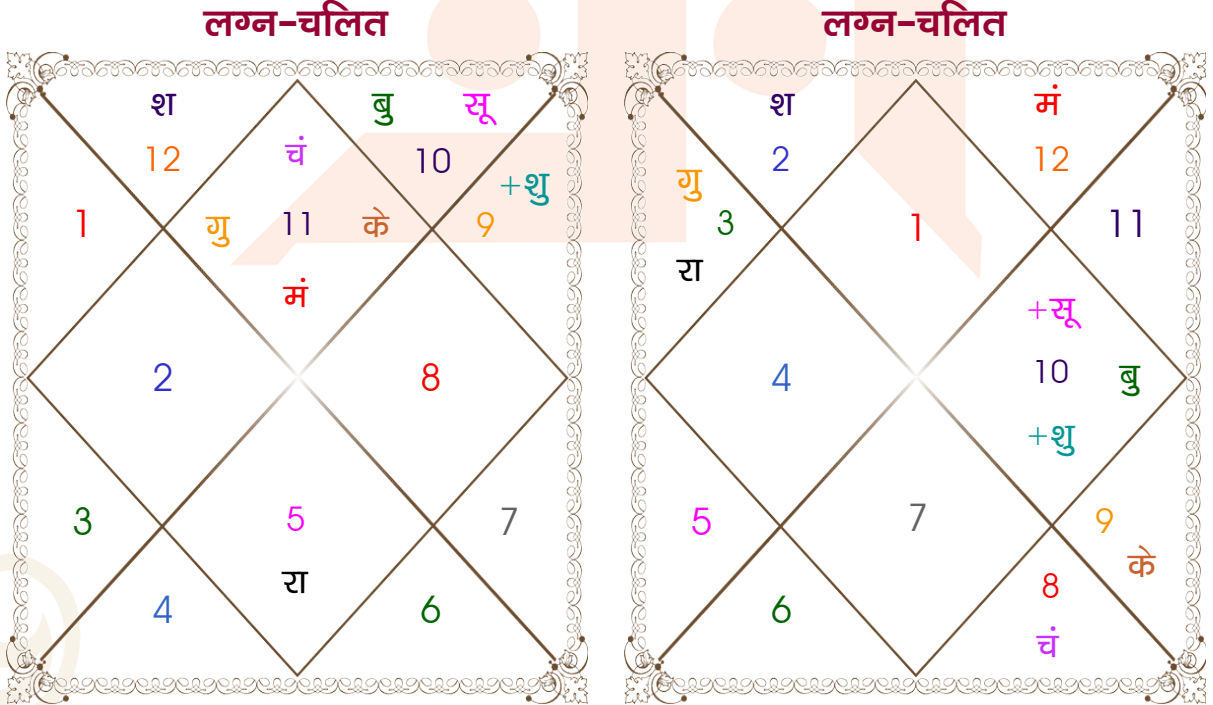 लग्न-चलित
श बु सू
12 चं 10 +शु
1 गु 11 के 9
मं
2 8
3 5 7
रा
4 6
लग्न-चलित
श मं
2 12
गु
3 1 11
रा
+सू
4 10 बु
+शु
5 7 9
के
8
6
चं